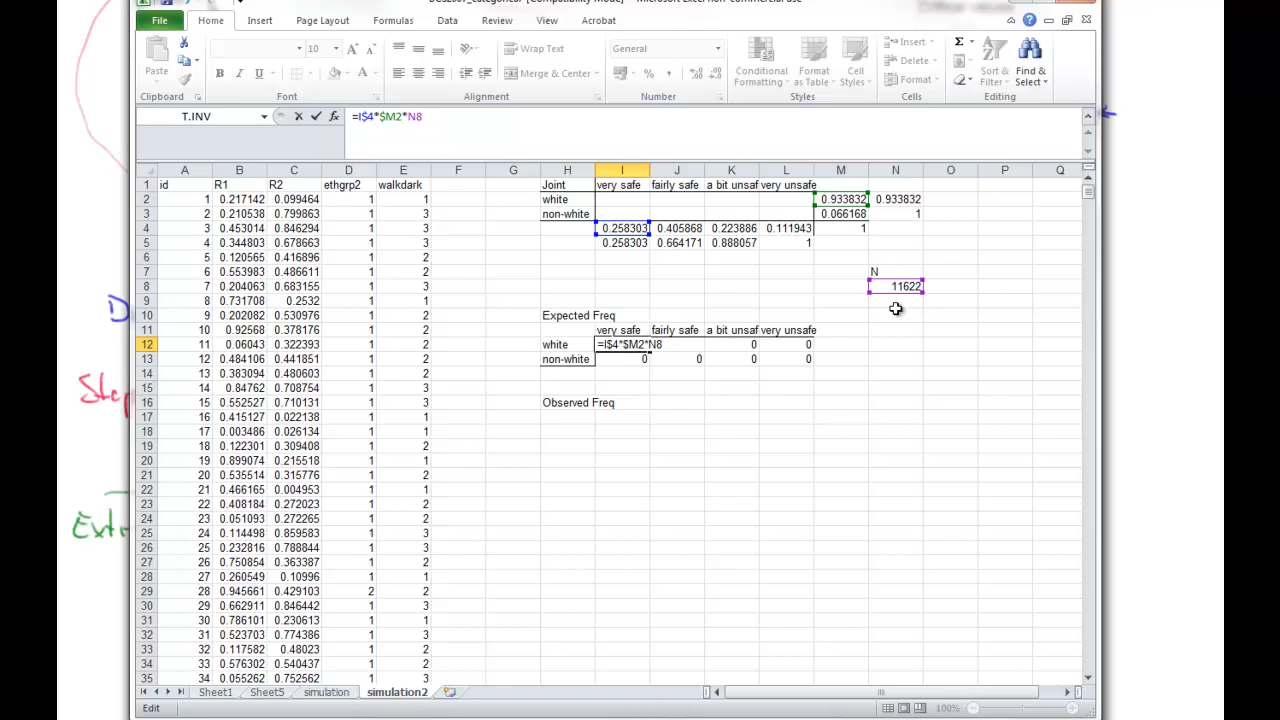 File Home Insert Page Layout Formulas Data Review View Acrobat
Paste
10
B I U A
Wrap Text
Merge & Center
General
% ,
Conditional Formatting
Format as Table
Cell Styles
Insert
Delete
Format
Σ
Sort & Filter
Find & Select
Clipboard Font Alignment Number Styles Cells Editing
T.INV fx =I$4*$M2*N8
A B C D E F G H I J K L M N O P Q
1 id R1 R2 ethgrp2 walkdark Joint very safe fairly safe a bit unsaf very unsafe
2 1 0.217142 0.099464 1 1 wite 0.933832 0.933832
3 2 0.210538 0.799863 1 3 non-white 0.066168 1
4 3 0.453014 0.846294 1 3 0.258303 0.405868 0.223886 0.111943 1
5 4 0.344803 0.678663 1 3 0.258303 0.664171 0.888057 1
6 5 0.120565 0.416896 1 2
7 6 0.553983 0.486611 1 2 N
8 7 0.204063 0.683155 1 3 11622
9 8 0.731708 0.2532 1 1
10 9 0.202082 0.530976 1 2 Expected Freq
11 10 0.92568 0.378176 1 2 very safe fairly safe a bit unsaf very unsafe
12 11 0.06043 0.322393 1 2 white =I$4*$M2*N8 0 0
13 12 0.484106 0.441851 1 2 non-white 0 0 0 0
14 13 0.383094 0.480603 1 2
15 14 0.84762 0.708754 1 3
16 15 0.552527 0.710131 1 3 Observed Freq
17 16 0.415127 0.022138 1 1
18 17 0.003486 0.026134 1 1
19 18 0.122301 0.309408 1 2
20 19 0.899074 0.215518 1 1
21 20 0.535514 0.315776 1 2
22 21 0.466165 0.004953 1 1
23 22 0.408184 0.272023 1 2
24 23 0.051093 0.272265 1 2
25 24 0.114498 0.859583 1 3
26 25 0.232816 0.788844 1 3
27 26 0.750854 0.363387 1 2
28 27 0.260549 0.10996 1 1
29 28 0.945661 0.429103 2 2
30 29 0.662911 0.846442 1 3
31 30 0.786101 0.230613 1 1
32 31 0.523703 0.774386 1 3
33 32 0.117582 0.48023 1 2
34 33 0.576302 0.540437 1 2
35 34 0.055262 0.752562 1 3
Sheet1 Sheet5 simulation simulation2
Edit 100%